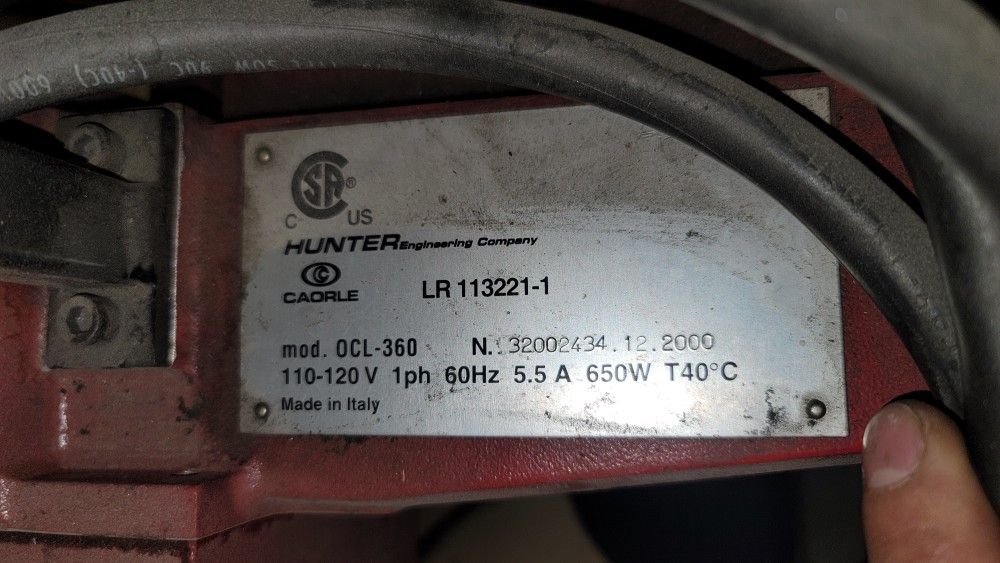 CSA®
C US
HUNTER Engineering Company
CAORLE
LR 113221-1
mod. OCL-360 N. 32002434.12.2000
110-120 V 1ph 60Hz 5.5 A 650W T40°C
Made in Italy